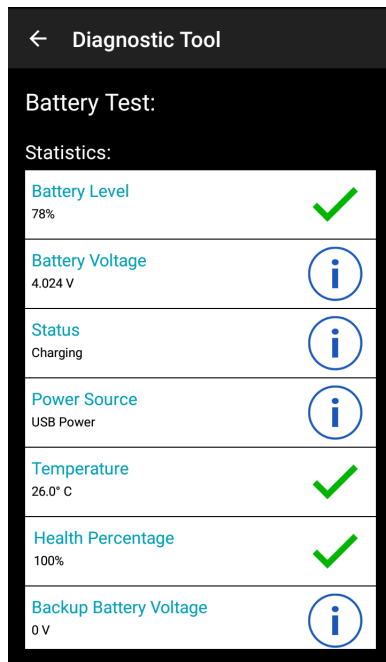 Diagnostic Tool
Battery Test:
Statistics:
Battery Level
78%
Battery Voltage
4.024 V
Status
Charging
Power Source
USB Power
Temperature
26.0° C
Health Percentage
100%
Backup Battery Voltage
0 V